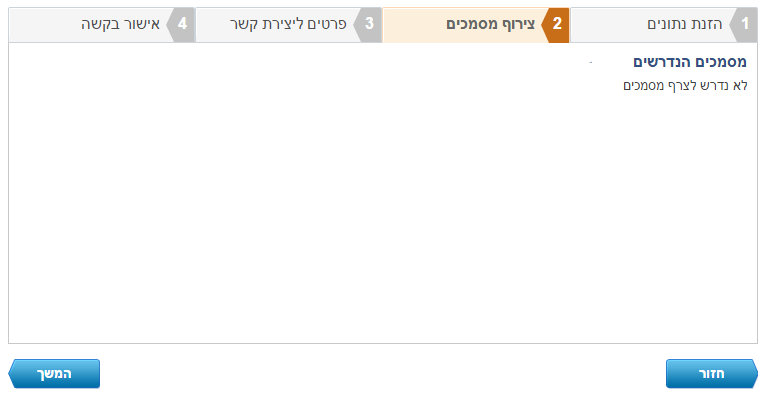 1 הזנת נתונים
2 צירוף מסמכים
3 פרטים ליצירת קשר
4 אישור בקשה
מסמכים הנדרשים
לא נדרש לצרף מסמכים
חזור
המשך